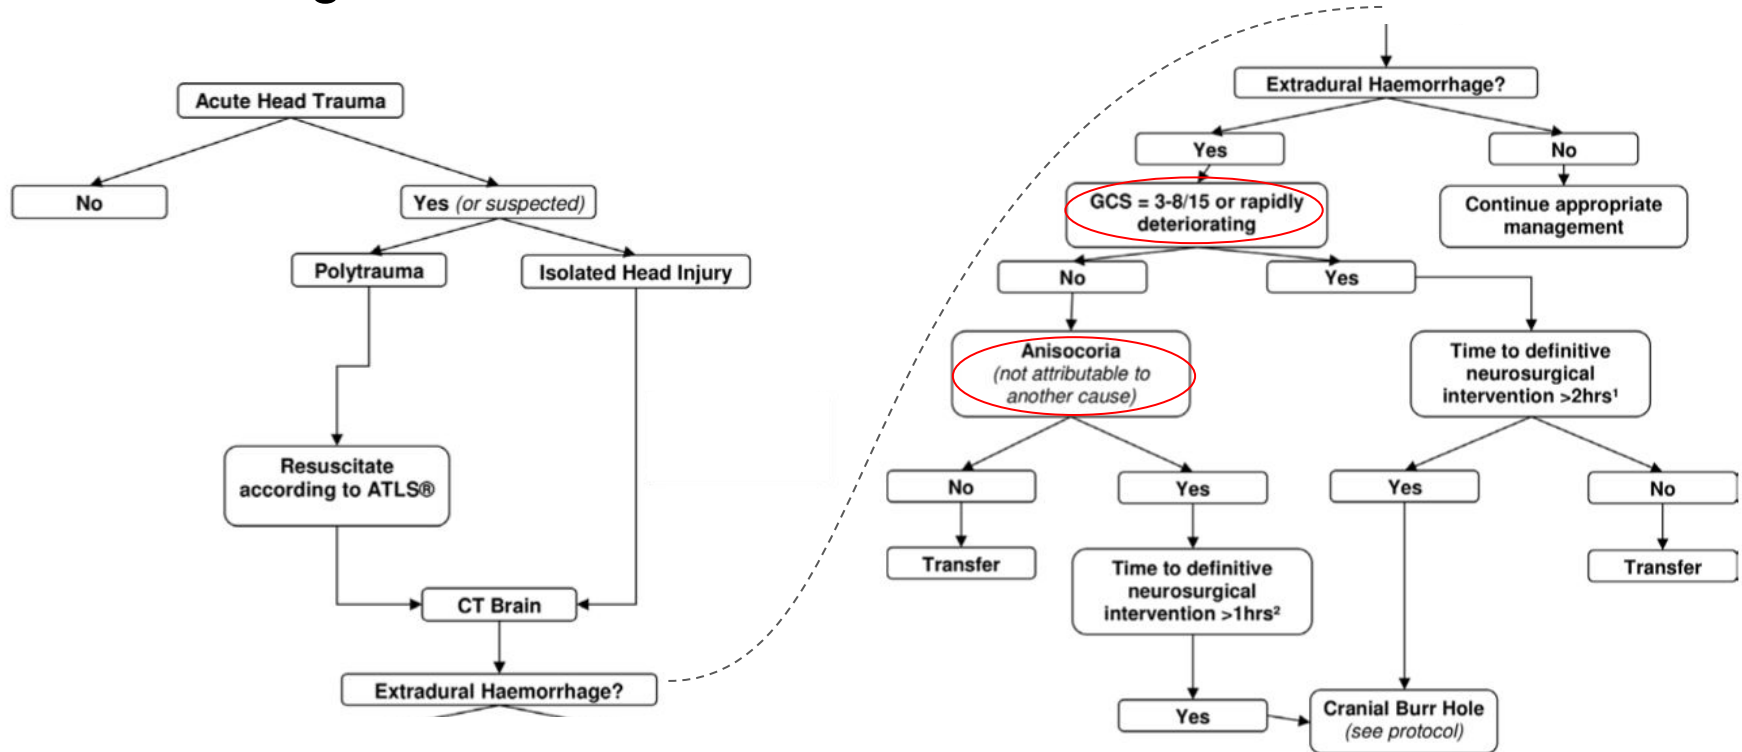 Acute Head Trauma
No
Yes (or suspected)
Polytrauma
Isolated Head Injury
Resuscitate
according to ATLS®
CT Brain
Extradural Haemorrhage?
Extradural Haemorrhage?
Yes
No
GCS = 3-8/15 or rapidly
deteriorating
Continue appropriate
management
No
Yes
Anisocoria
(not attributable to
another cause)
Time to definitive
neurosurgical
intervention >2hrs¹
No
Yes
Yes
No
Transfer
Time to definitive
neurosurgical
intervention >1hrs²
Transfer
Yes
Cranial Burr Hole
(see protocol)